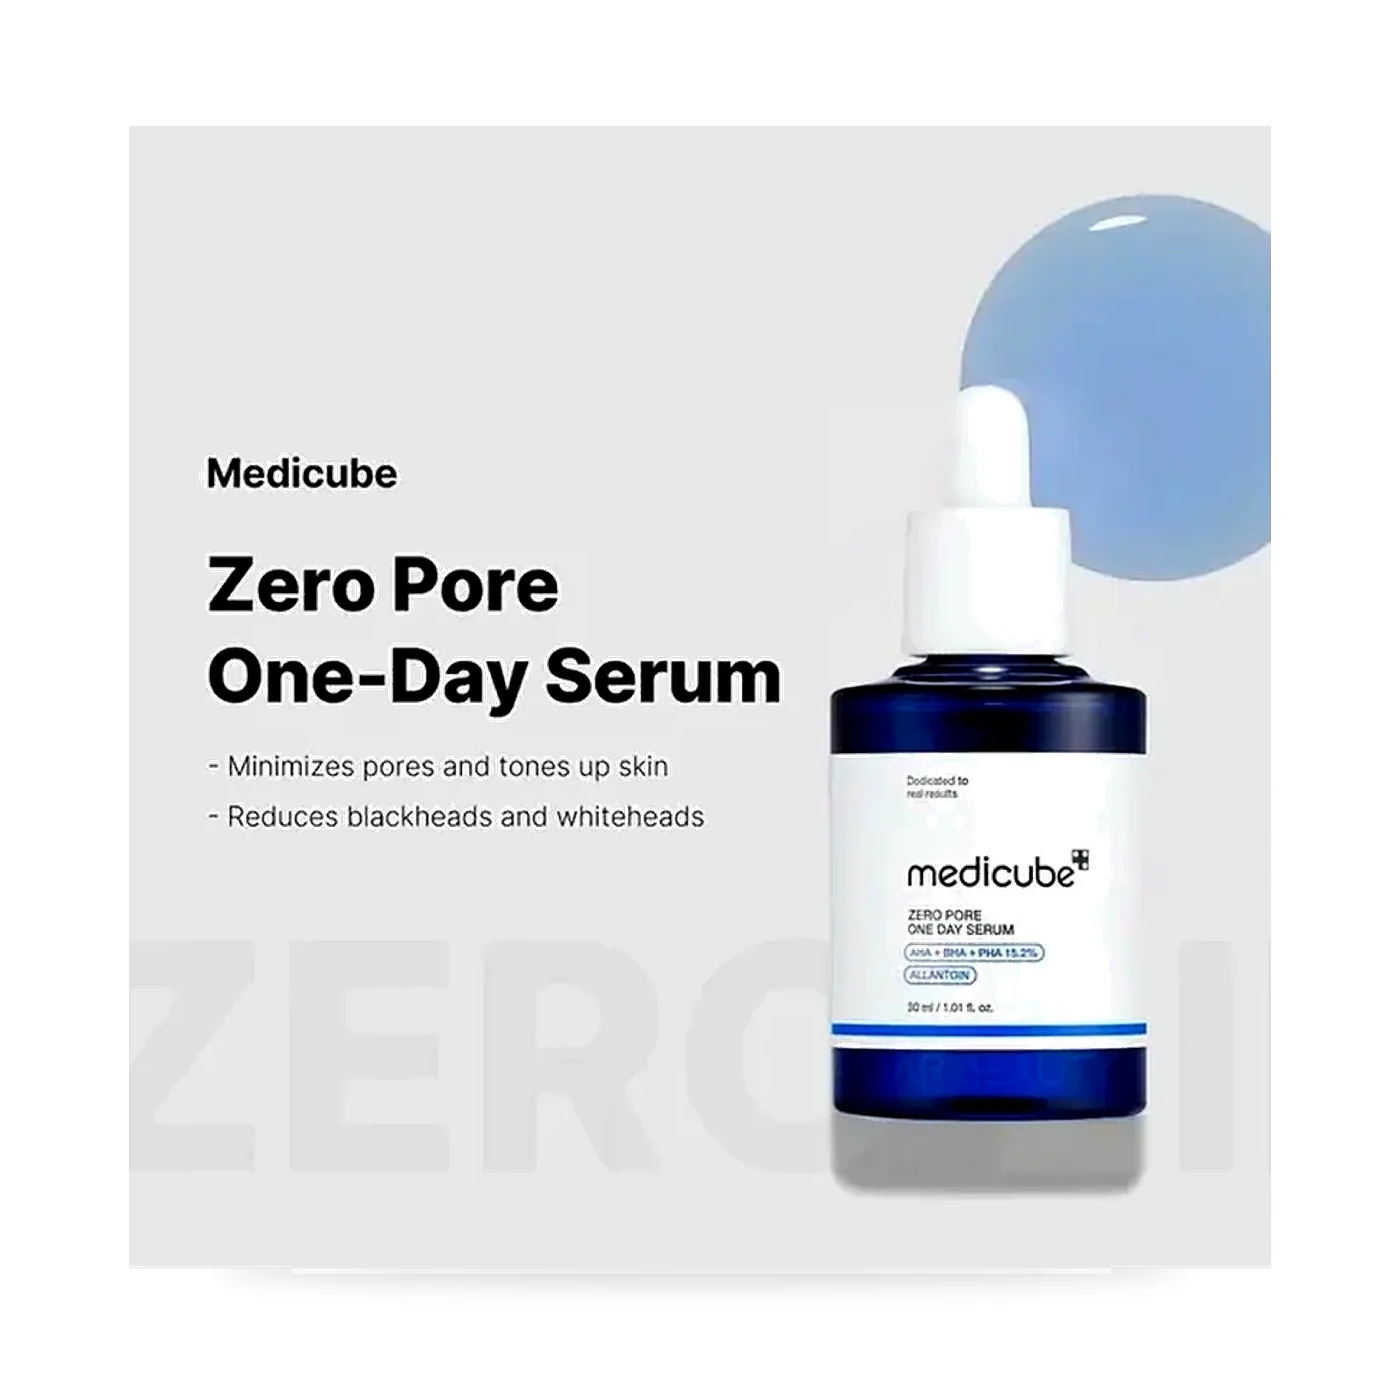 Medicube
Zero Pore
One-Day Serum
- Minimizes pores and tones up skin
- Reduces blackheads and whiteheads
Dedicated to
real results
medicube
ZERO PORE
ONE DAY SERUM
AHA + BHA + PHA 15.2%
ALLANTOIN
30 ml / 1.01 fl. oz.
ZERO